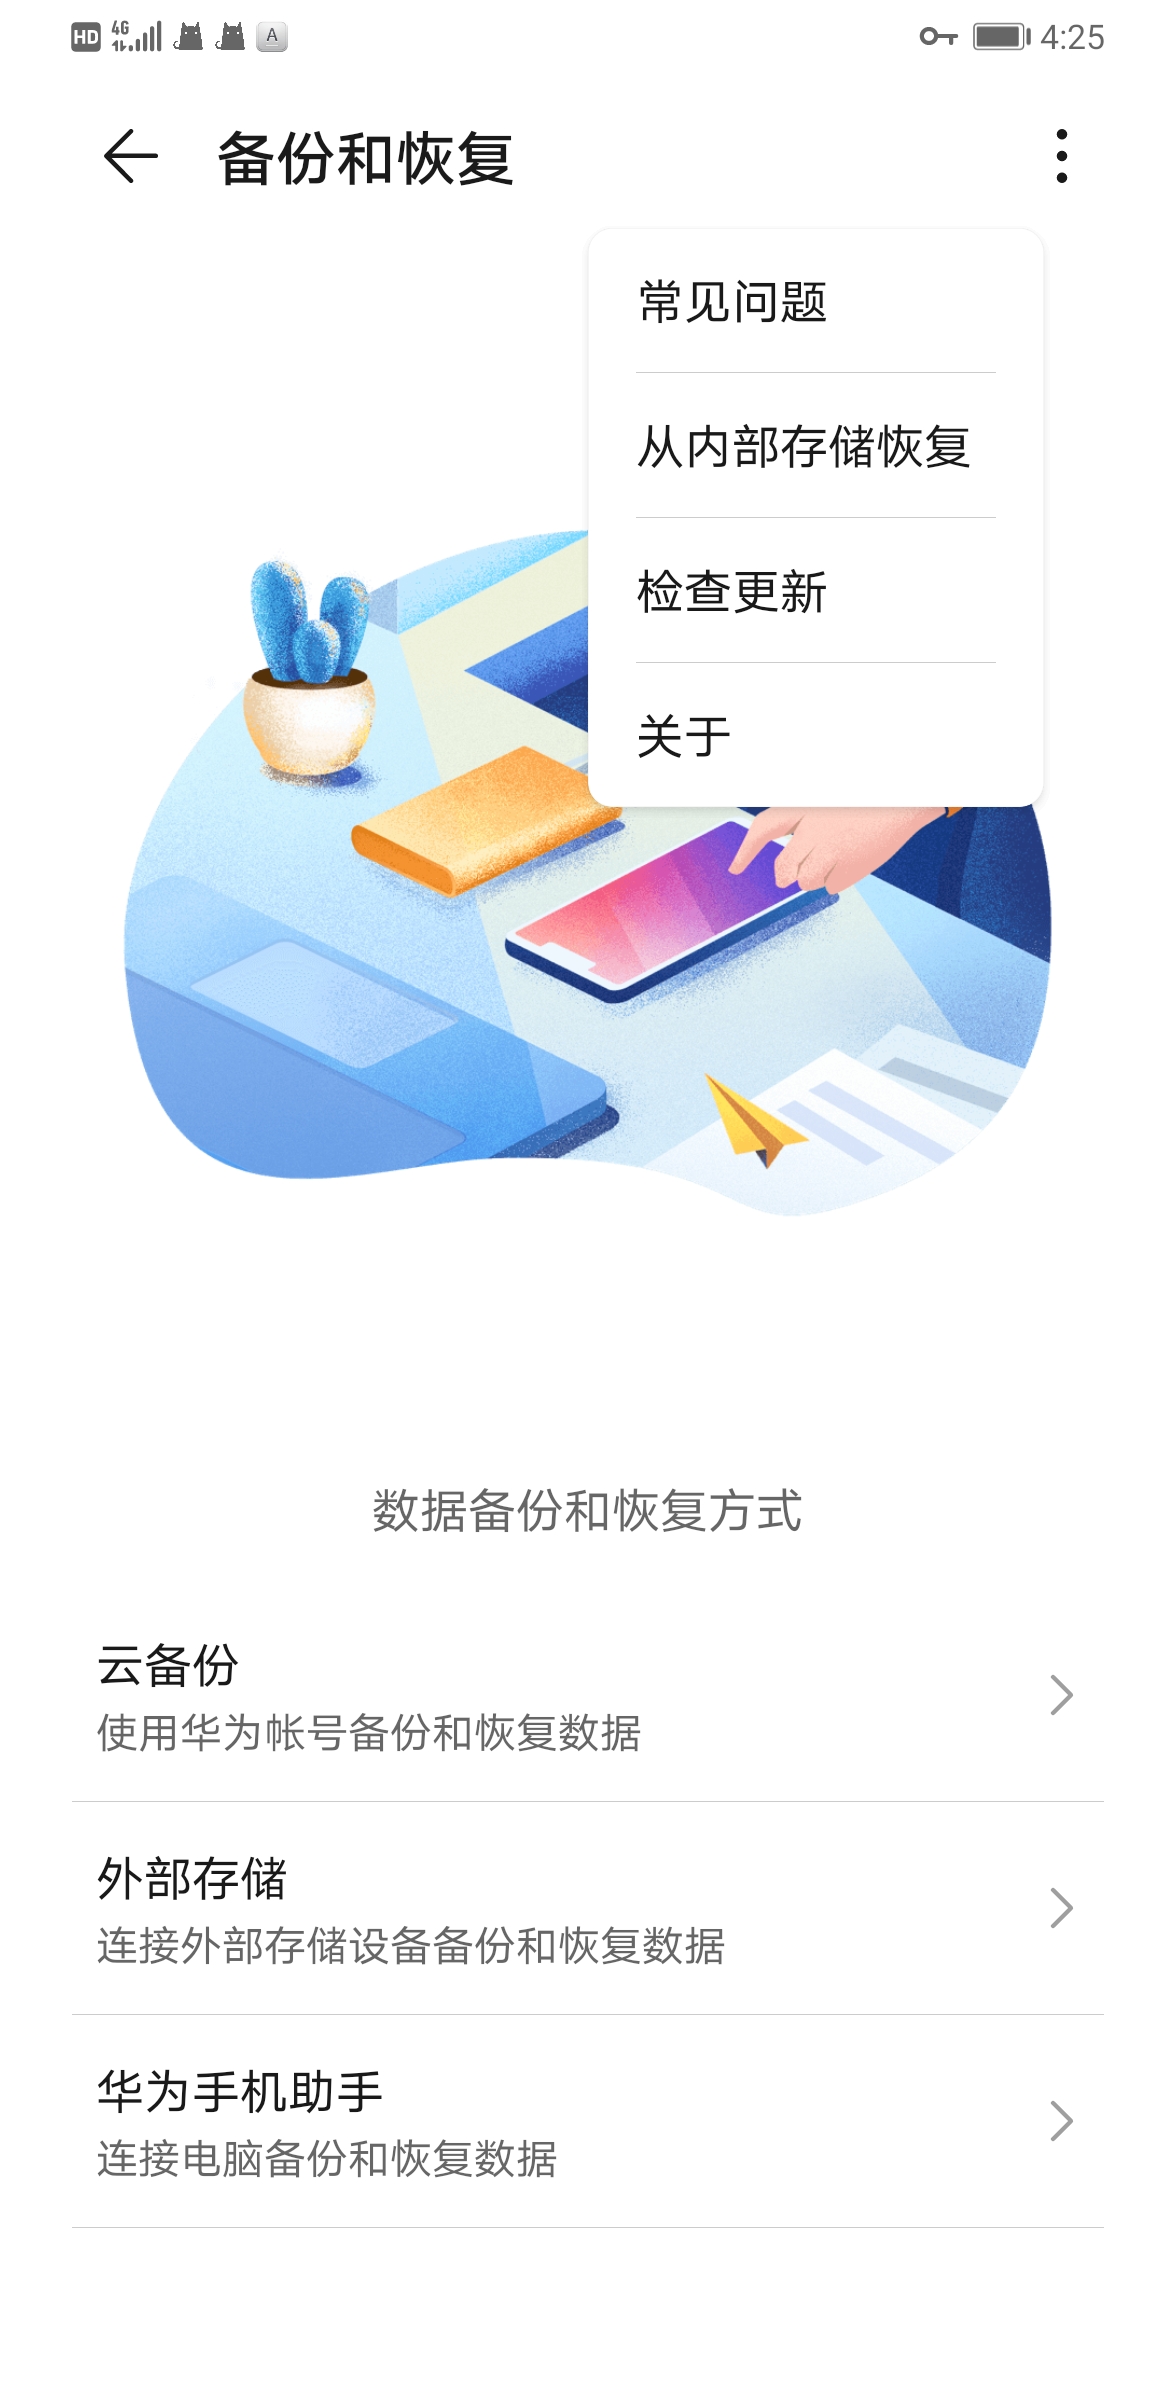 HD 4G A 4:25
备份和恢复
常见问题
从内部存储恢复
检查更新
关于
数据备份和恢复方式
云备份
使用华为帐号备份和恢复数据
外部存储
连接外部存储设备备份和恢复数据
华为手机助手
连接电脑备份和恢复数据